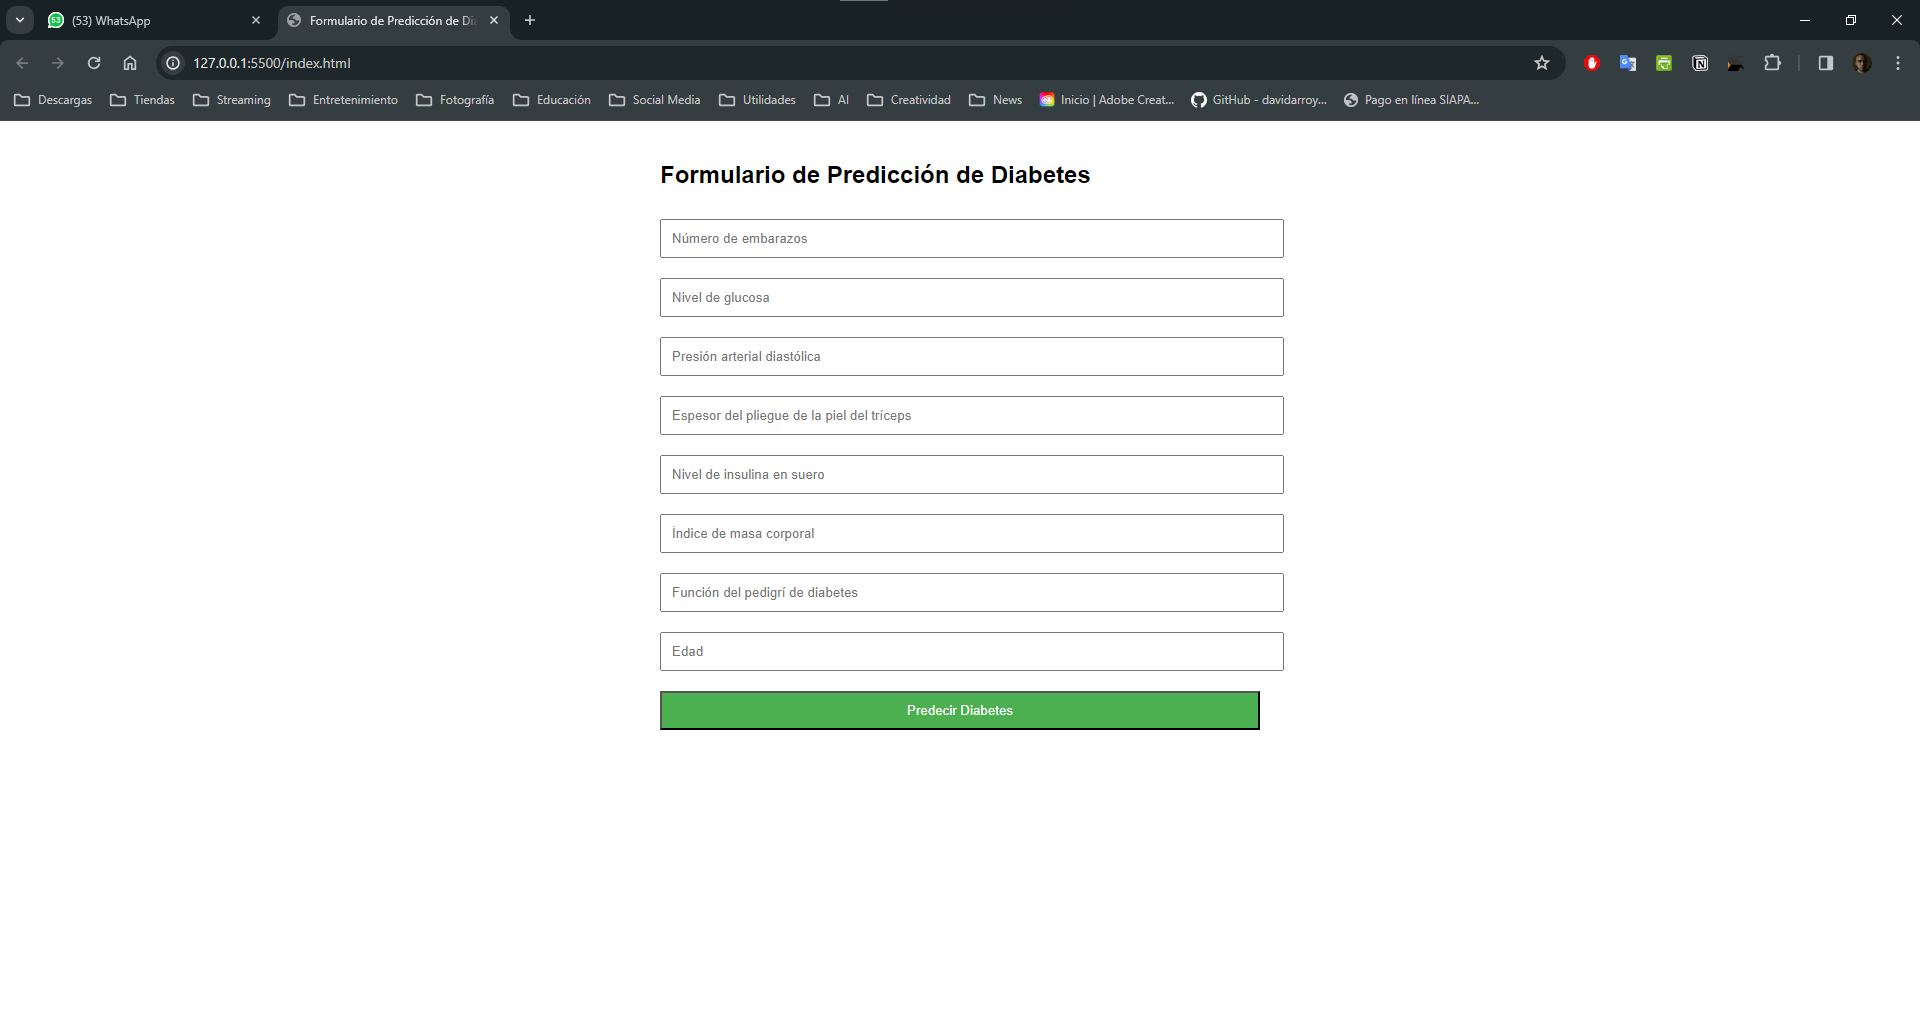 (53) WhatsApp
Formulario de Predicción de Di
127.0.0.1:5500/index.html
Descargas Tiendas Streaming Entretenimiento Fotografía Educación Social Media Utilidades AI Creatividad News Inicio | Adobe Creat... GitHub - davidarroy... Pago en línea SIAPA...
Formulario de Predicción de Diabetes
Número de embarazos
Nivel de glucosa
Presión arterial diastólica
Espesor del pliegue de la piel del tríceps
Nivel de insulina en suero
Índice de masa corporal
Función del pedigrí de diabetes
Edad
Predecir Diabetes